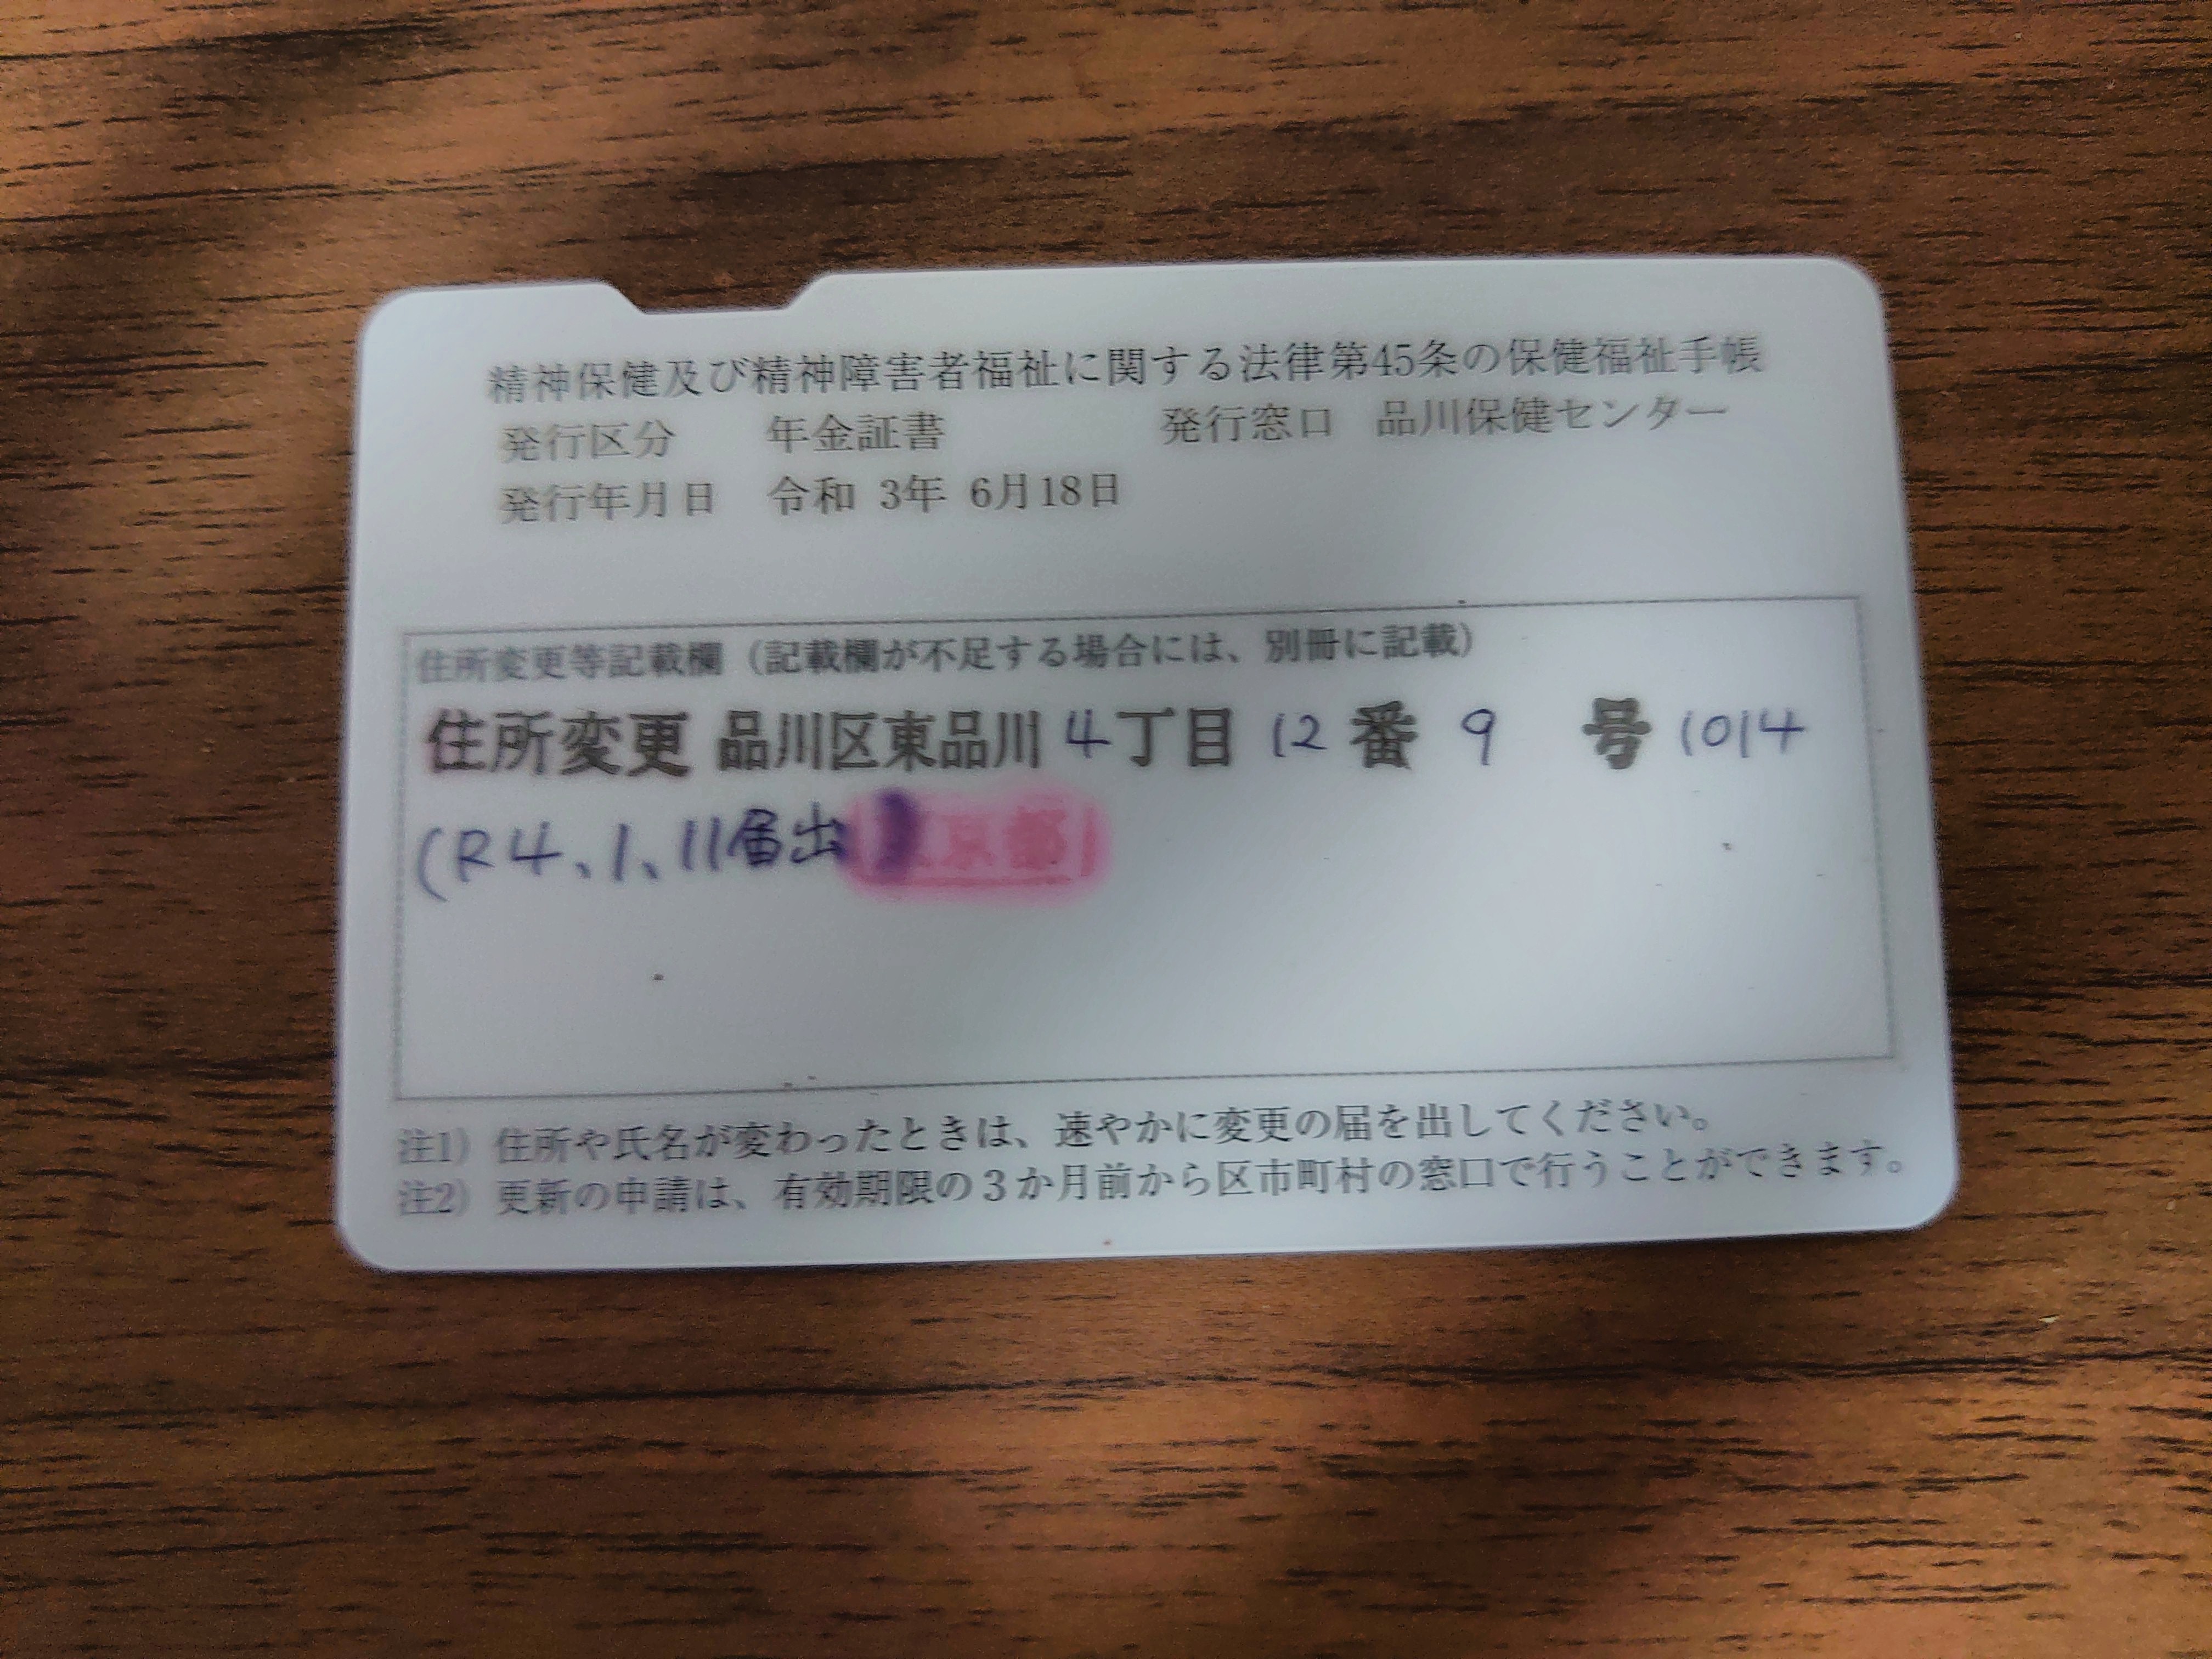 精神保健及び精神障害者福祉に関する法律第45条の保健福祉手帳
発行区分 年金証書 発行窓口 品川保健センター
発行年月日 令和 3年 6月18日
住所変更等記載欄（記載欄が不足する場合には、別冊に記載）
住所変更 品川区東品川 4丁目 12 番 9 号 1014
(R4、1、11届出) 京都
注1）住所や氏名が変わったときは、速やかに変更の届を出してください。
注2）更新の申請は、有効期限の３か月前から区市町村の窓口で行うことができます。